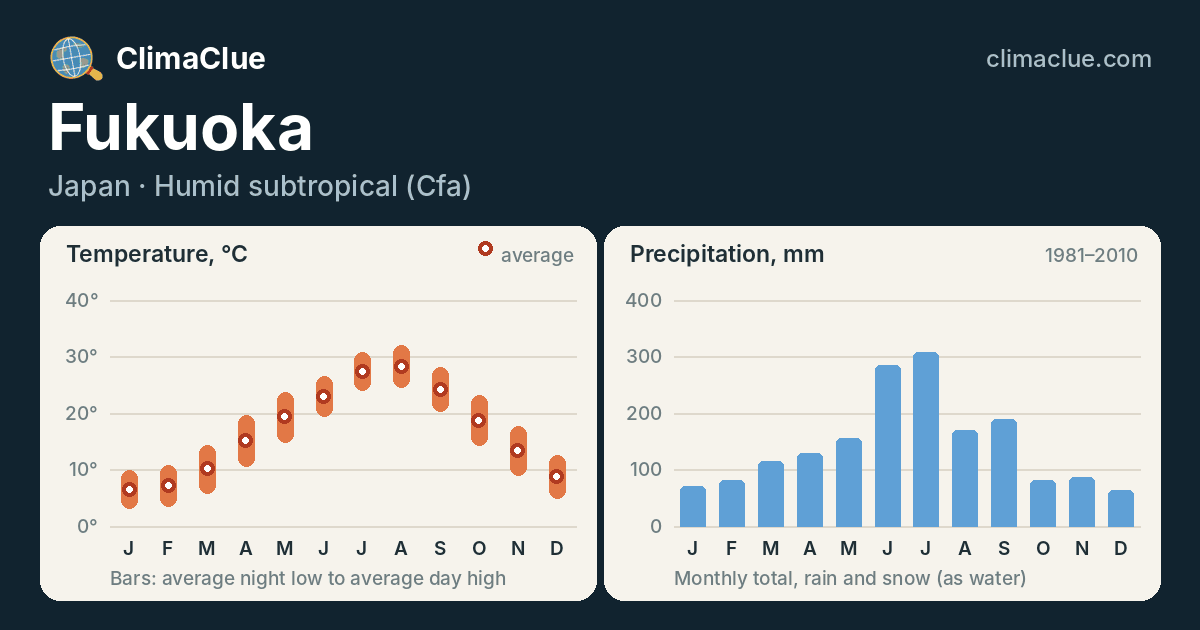 ClimaClue
climaclue.com
Fukuoka
Japan · Humid subtropical (Cfa)
Temperature, °C
average
40°
30°
20°
10°
0°
J F M A M J J A S O N D
Bars: average night low to average day high
Precipitation, mm
1981–2010
400
300
200
100
0
J F M A M J J A S O N D
Monthly total, rain and snow (as water)